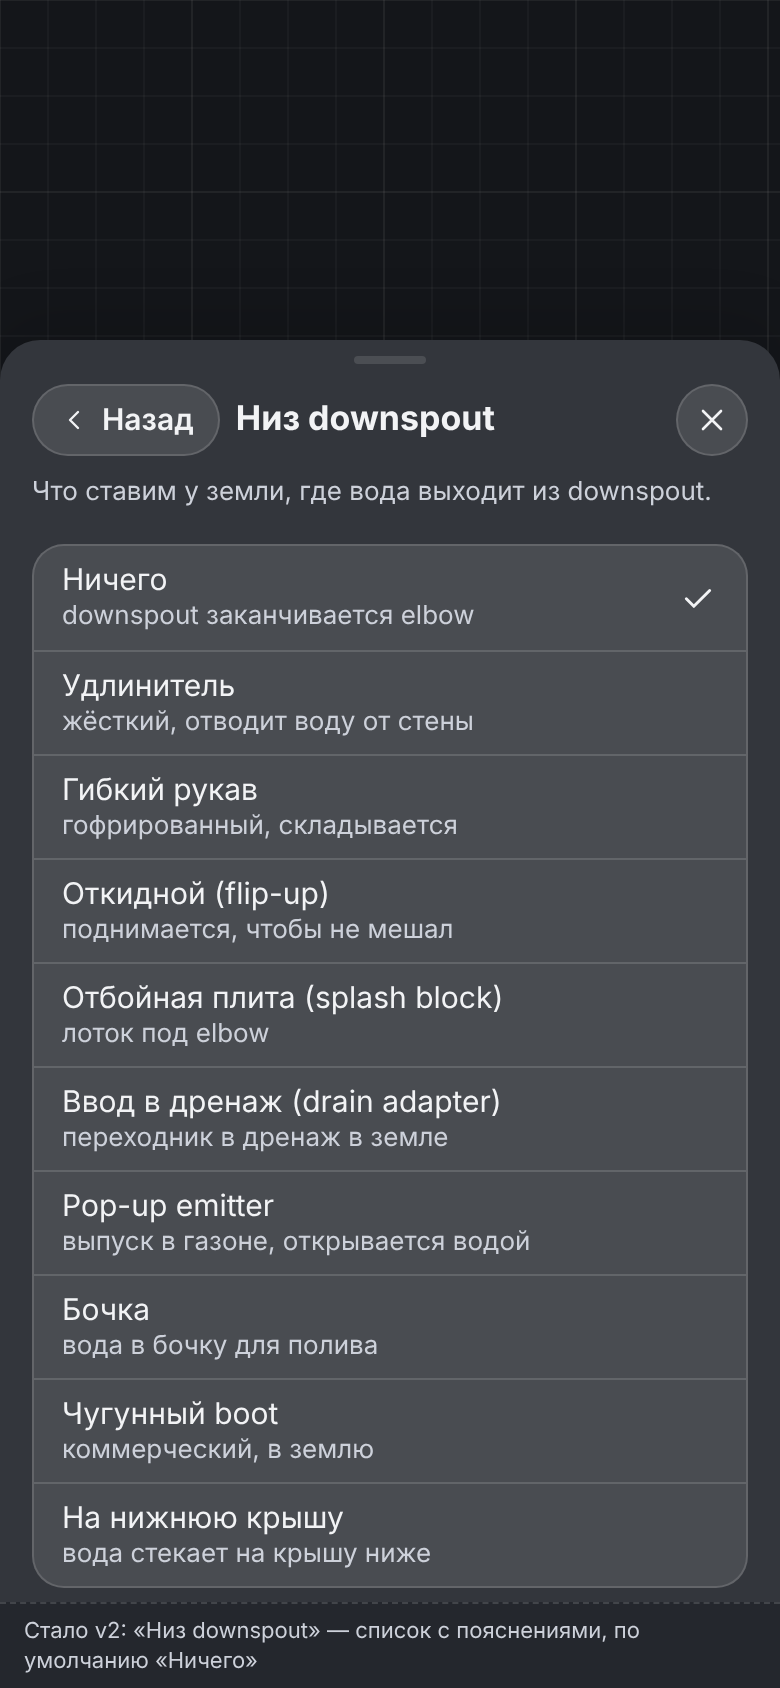 Назад
Низ downspout
Что ставим у земли, где вода выходит из downspout.
Ничего
downspout заканчивается elbow
Удлинитель
жёсткий, отводит воду от стены
Гибкий рукав
гофрированный, складывается
Откидной (flip-up)
поднимается, чтобы не мешал
Отбойная плита (splash block)
лоток под elbow
Ввод в дренаж (drain adapter)
переходник в дренаж в земле
Pop-up emitter
выпуск в газоне, открывается водой
Бочка
вода в бочку для полива
Чугунный boot
коммерческий, в землю
На нижнюю крышу
вода стекает на крышу ниже
Стало v2: «Низ downspout» — список с пояснениями, по
умолчанию «Ничего»